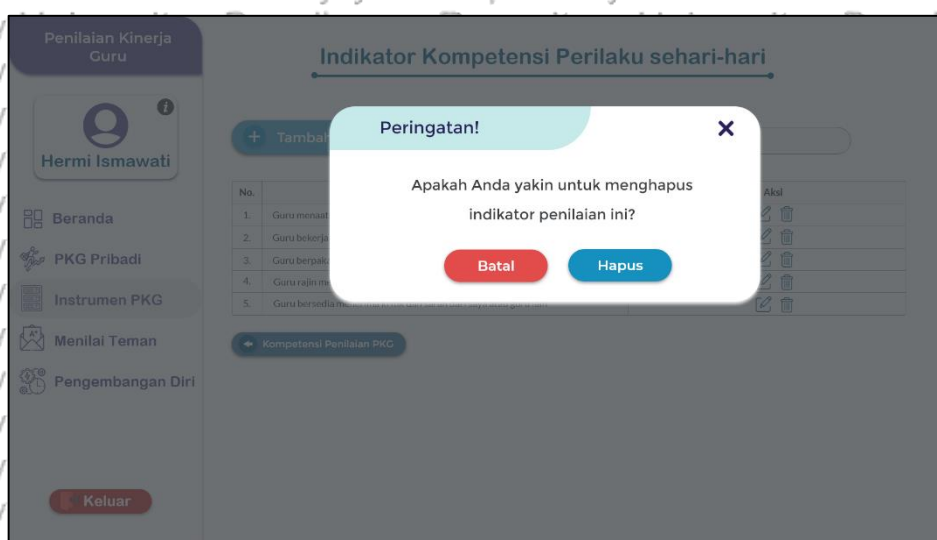 Penilaian Kinerja
Guru
Indikator Kompetensi Perilaku sehari-hari
Hermi Ismawati
Tambah
Peringatan!
Apakah Anda yakin untuk menghapus
indikator penilaian ini?
Batal
Hapus
No.
Aksi
1. Guru menaat
2. Guru bekerja
3. Guru berpak
4. Guru rajin m
5. Guru bersedia
Beranda
PKG Pribadi
Instrumen PKG
Menilai Teman
Pengembangan Diri
Kompetensi Penilaian PKG
Keluar